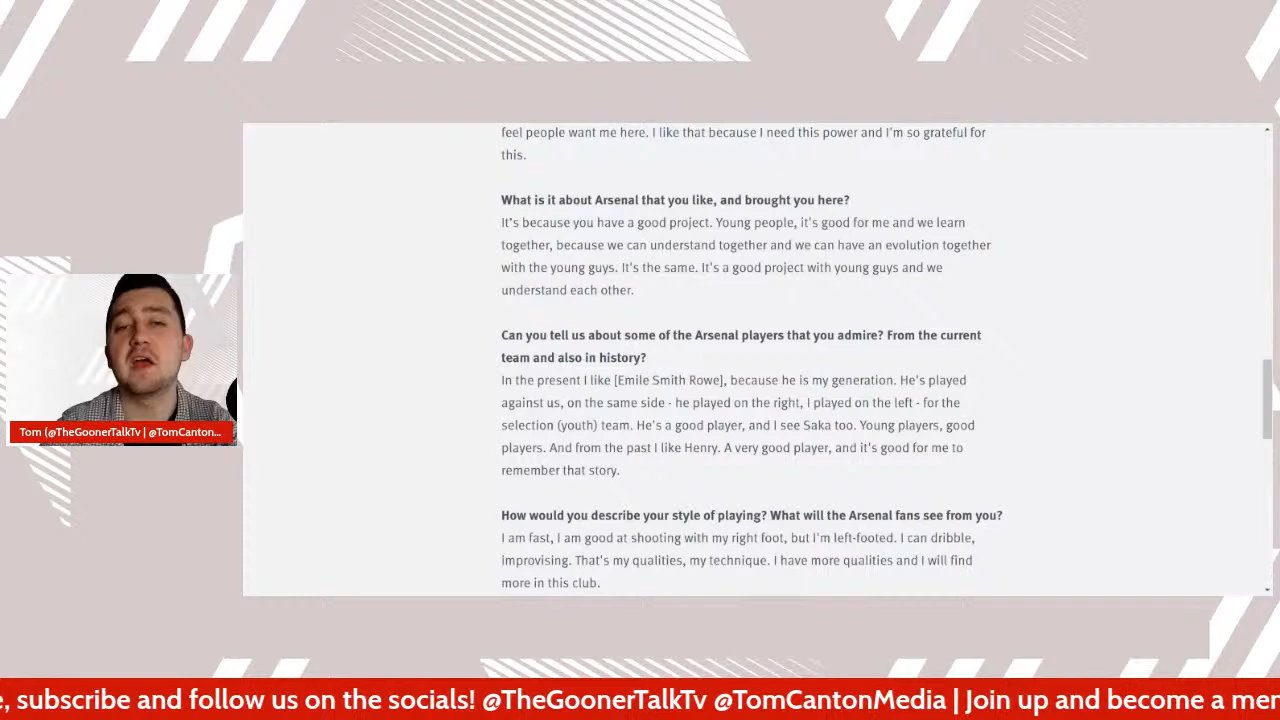 feel people want me here. I like that because I need this power and I'm so grateful for
this.
What is it about Arsenal that you like, and brought you here?
It's because you have a good project. Young people, it's good for me and we learn
together, because we can understand together and we can have an evolution together
with the young guys. It's the same. It's a good project with young guys and we
understand each other.
Can you tell us about some of the Arsenal players that you admire? From the current
team and also in history?
In the present I like [Emile Smith Rowe], because he is my generation. He's played
against us, on the same side - he played on the right, I played on the left - for the
selection (youth) team. He's a good player, and I see Saka too. Young players, good
players. And from the past I like Henry. A very good player, and it's good for me to
remember that story.
How would you describe your style of playing? What will the Arsenal fans see from you?
I am fast, I am good at shooting with my right foot, but I'm left-footed. I can dribble,
improvising. That's my qualities, my technique. I have more qualities and I will find
more in this club.
Tom (@TheGoonerTalkTv | @TomCanton...
e, subscribe and follow us on the socials! @TheGoonerTalkTv @TomCantonMedia | Join up and become a mer